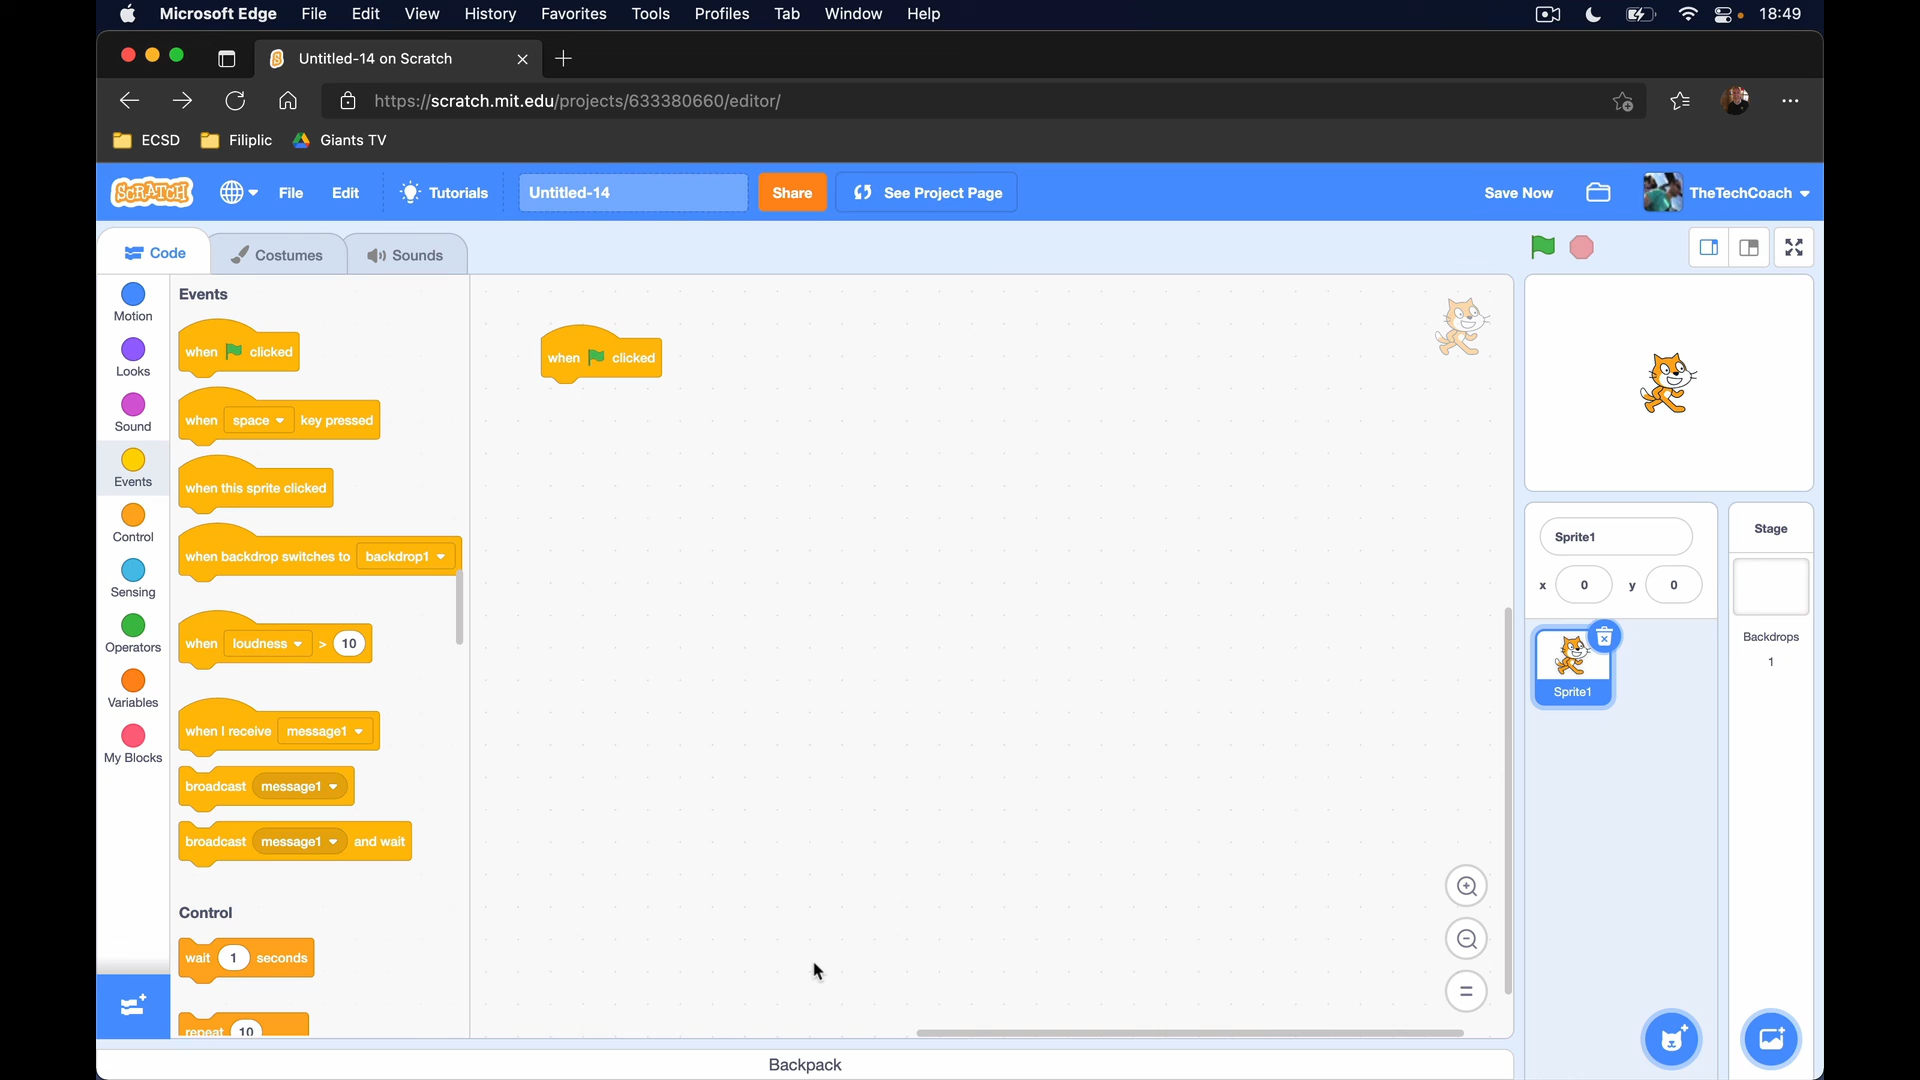 Microsoft Edge File Edit View History Favorites Tools Profiles Tab Window Help 18:49
Untitled-14 on Scratch
https://scratch.mit.edu/projects/633380660/editor/
ECSD Filiplic Giants TV
SCRATCH File Edit Tutorials Untitled-14 Share See Project Page Save Now TheTechCoach
Code Costumes Sounds
Motion
Looks
Sound
Events
Control
Sensing
Operators
Variables
My Blocks
Events
when clicked
when space key pressed
when this sprite clicked
when backdrop switches to backdrop1
when loudness > 10
when I receive message1
broadcast message1
broadcast message1 and wait
Control
wait 1 seconds
repeat 10
when clicked
Sprite1
x 0 y 0
Sprite1
Stage
Backdrops
1
Backpack